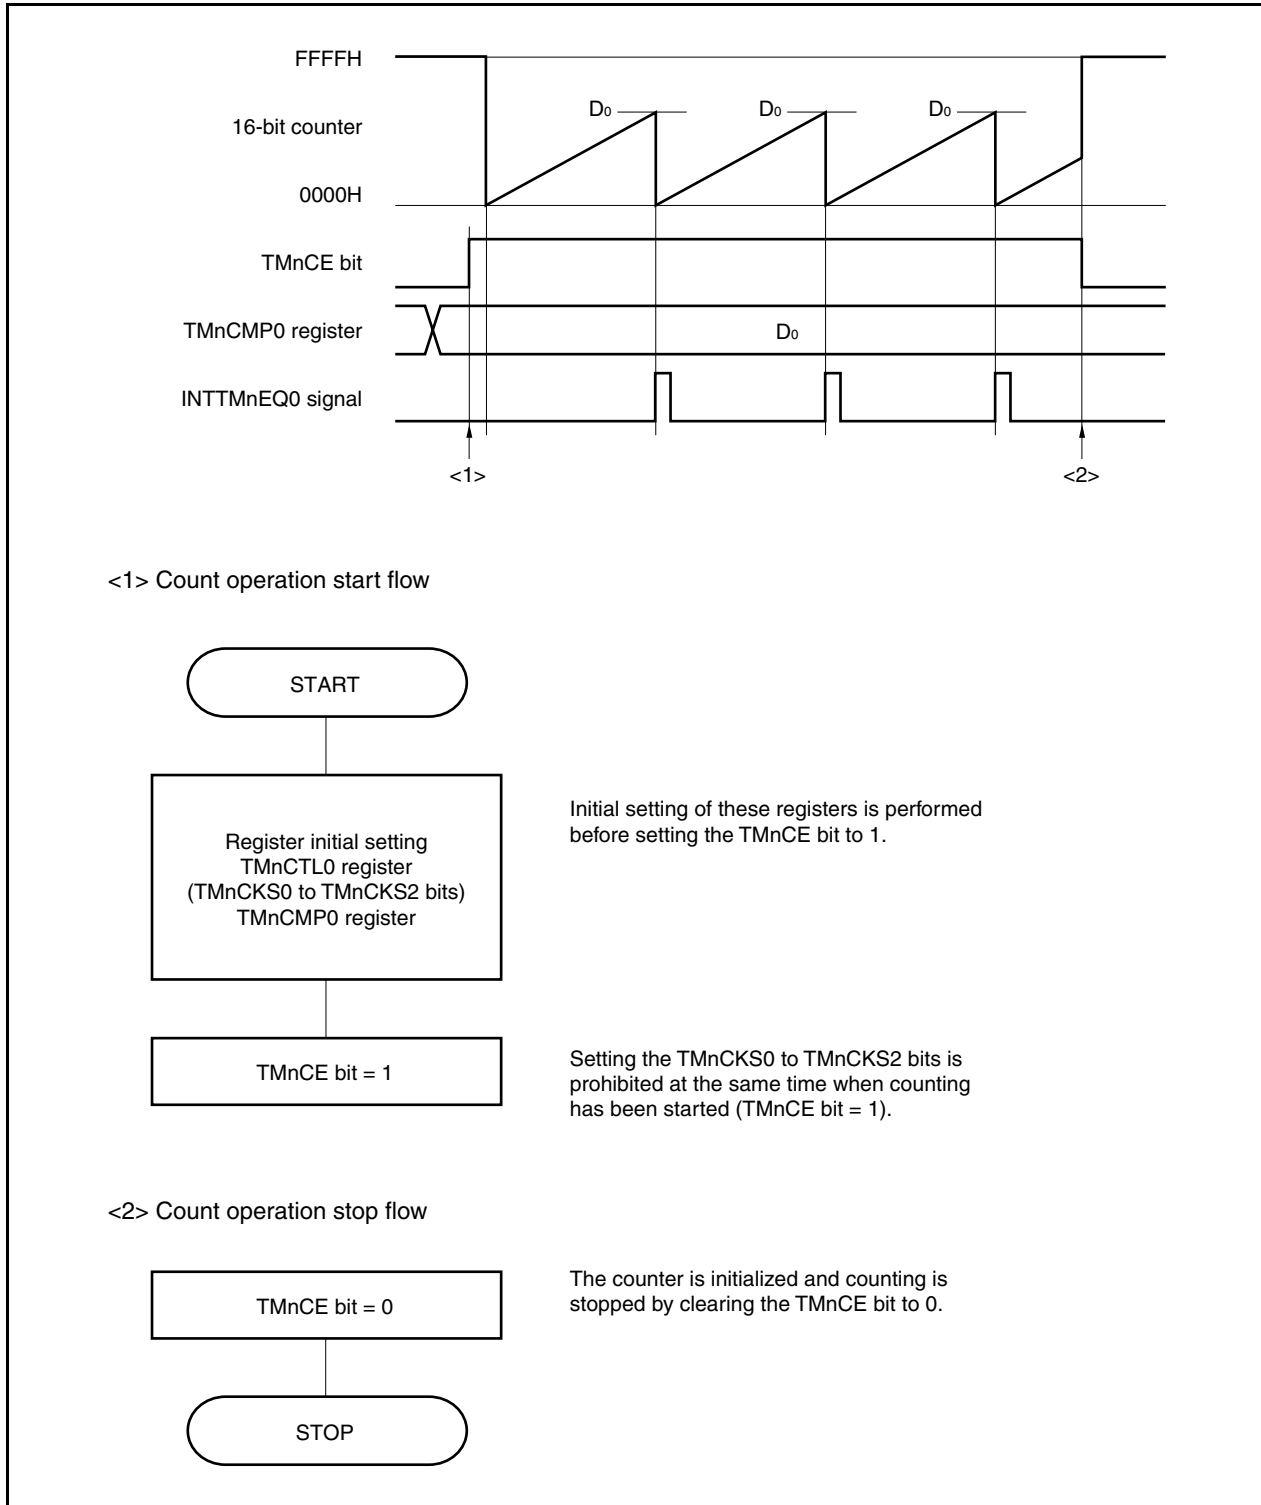 FFFFH
D0 D0 D0
16-bit counter
0000H
TMnCE bit
TMnCMP0 register D0
INTTMnEQ0 signal
<1> <2>
<1> Count operation start flow
START
Register initial setting
TMnCTL0 register
(TMnCKS0 to TMnCKS2 bits)
TMnCMP0 register
Initial setting of these registers is performed
before setting the TMnCE bit to 1.
TMnCE bit = 1
Setting the TMnCKS0 to TMnCKS2 bits is
prohibited at the same time when counting
has been started (TMnCE bit = 1).
<2> Count operation stop flow
TMnCE bit = 0
The counter is initialized and counting is
stopped by clearing the TMnCE bit to 0.
STOP